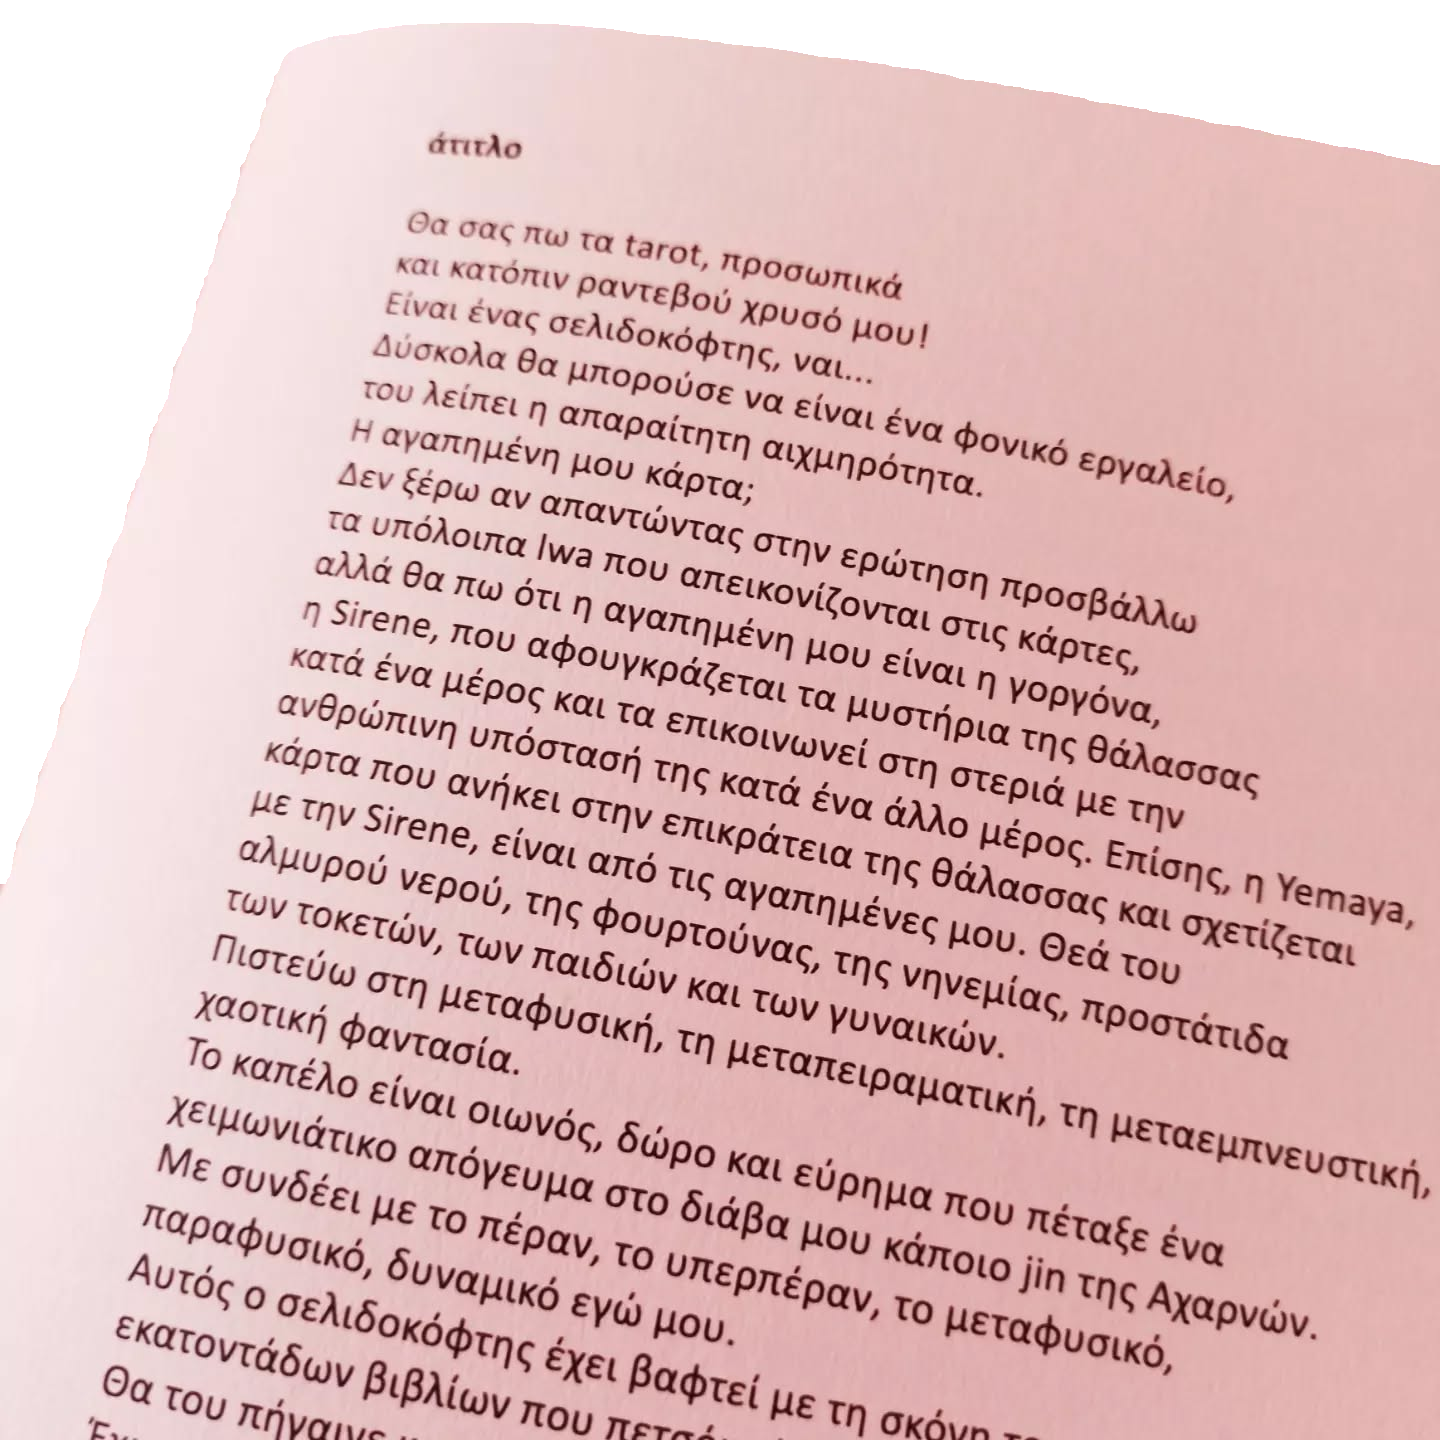 άτιτλο
Θα σας πω τα tarot, προσωπικά
και κατόπιν ραντεβού χρυσό μου!
Είναι ένας σελιδοκόφτης, ναι...
Δύσκολα θα μπορούσε να είναι ένα φονικό εργαλείο,
του λείπει η απαραίτητη αιχμηρότητα.
Η αγαπημένη μου κάρτα;
Δεν ξέρω αν απαντώντας στην ερώτηση προσβάλλω
τα υπόλοιπα lwa που απεικονίζονται στις κάρτες,
αλλά θα πω ότι η αγαπημένη μου είναι η γοργόνα,
η Sirene, που αφουγκράζεται τα μυστήρια της θάλασσας
κατά ένα μέρος και τα επικοινωνεί στη στεριά με την
ανθρώπινη υπόστασή της κατά ένα άλλο μέρος. Επίσης, η Yemaya,
κάρτα που ανήκει στην επικράτεια της θάλασσας και σχετίζεται
με την Sirene, είναι από τις αγαπημένες μου. Θεά του
αλμυρού νερού, της φουρτούνας, της νηνεμίας, προστάτιδα
των τοκετών, των παιδιών και των γυναικών.
Πιστεύω στη μεταφυσική, τη μεταπειραματική, τη μεταεμπνευστική,
χαοτική φαντασία.
Το καπέλο είναι οιωνός, δώρο και εύρημα που πέταξε ένα
χειμωνιάτικο απόγευμα στο διάβα μου κάποιο jin της Αχαρνών.
Με συνδέει με το πέραν, το υπερπέραν, το μεταφυσικό,
παραφυσικό, δυναμικό εγώ μου.
Αυτός ο σελιδοκόφτης έχει βαφτεί με τη σκόνη
εκατοντάδων βιβλίων που
Θα του πήγαινε